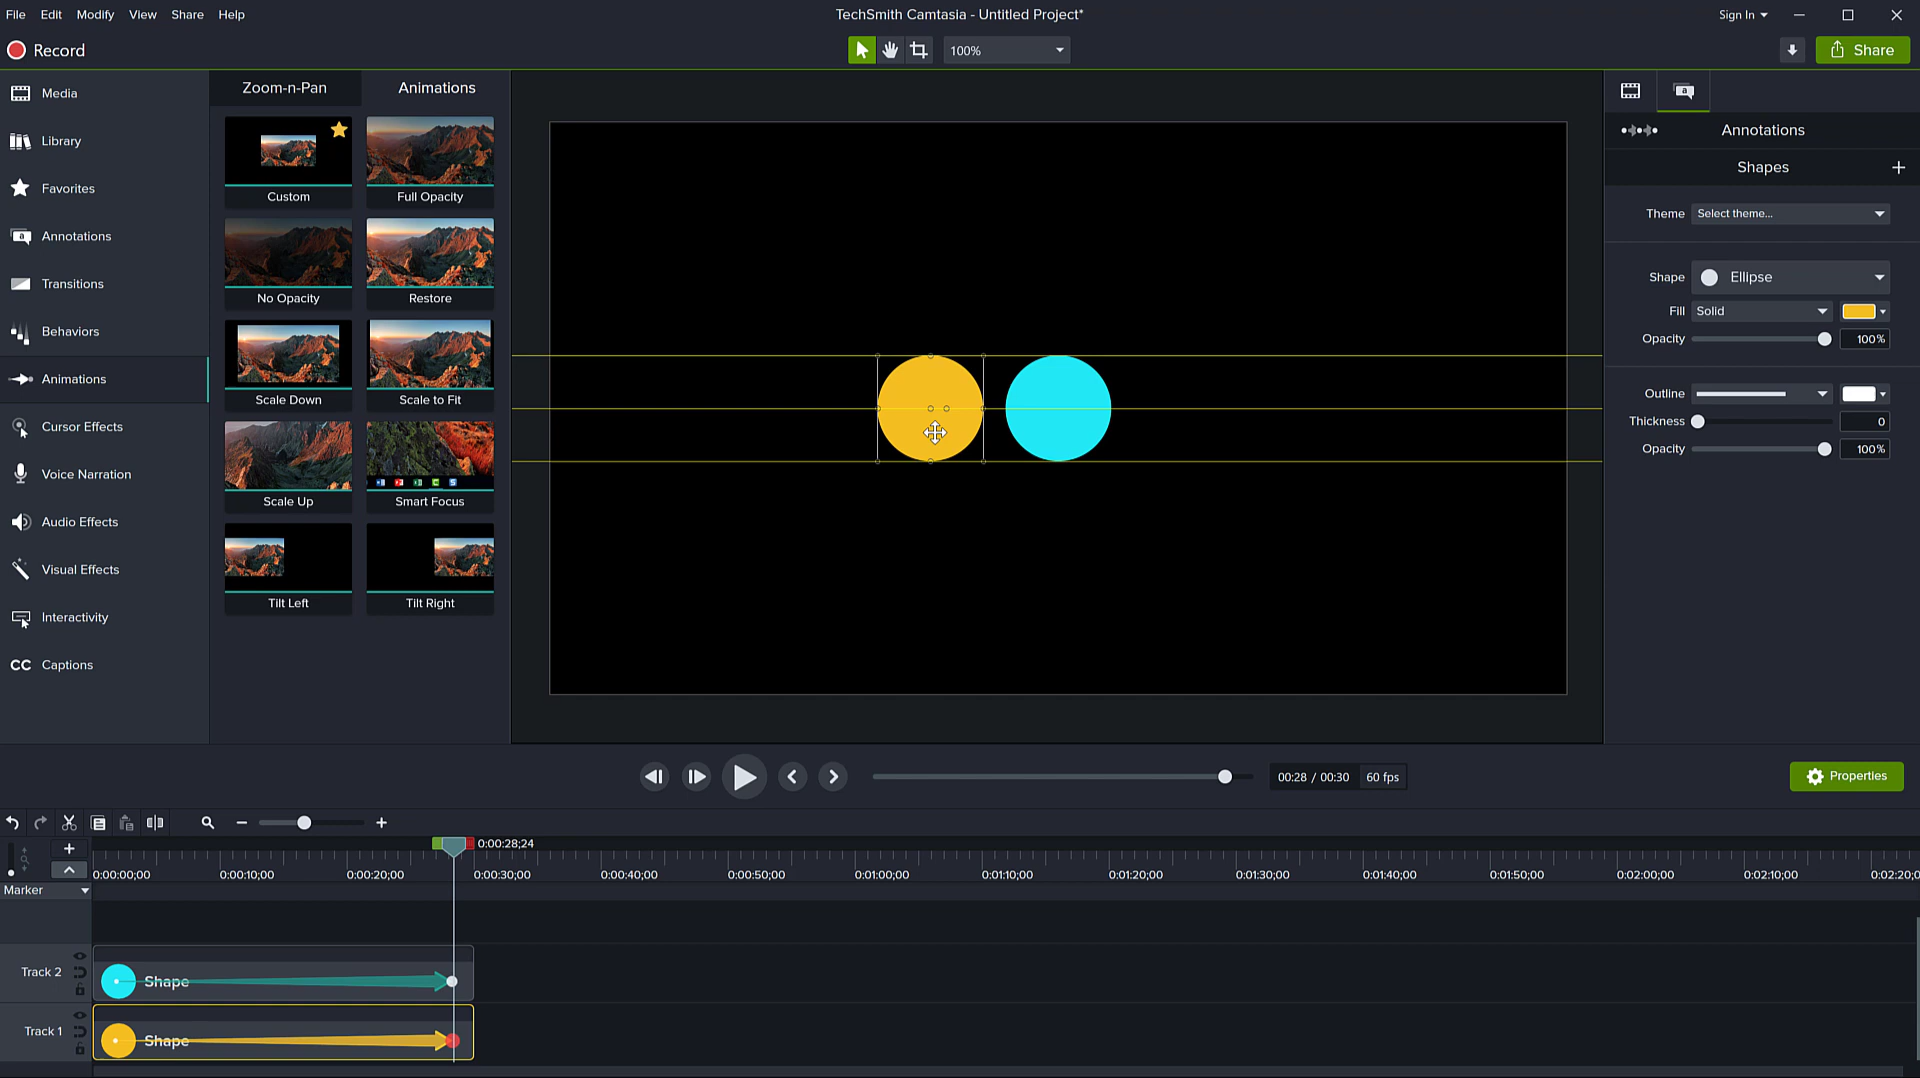 File Edit Modify View Share Help
TechSmith Camtasia - Untitled Project*
Sign In
Record
100%
Share
Media
Library
Favorites
Annotations
Transitions
Behaviors
Animations
Cursor Effects
Voice Narration
Audio Effects
Visual Effects
Interactivity
CC Captions
Zoom-n-Pan Animations
Custom Full Opacity
No Opacity Restore
Scale Down Scale to Fit
Scale Up Smart Focus
Tilt Left Tilt Right
a
Annotations
Shapes
Theme Select theme...
Shape Ellipse
Fill Solid
Opacity 100%
Outline
Thickness 0
Opacity 100%
00:28 / 00:30 60 fps
Properties
0:00:28;24
0:00:00;00 0:00:10;00 0:00:20;00 0:00:30;00 0:00:40;00 0:00:50;00 0:01:00;00 0:01:10;00 0:01:20;00 0:01:30;00 0:01:40;00 0:01:50;00 0:02:00;00 0:02:10;00 0:02:20;0
Marker
Track 2 Shape
Track 1 Shape